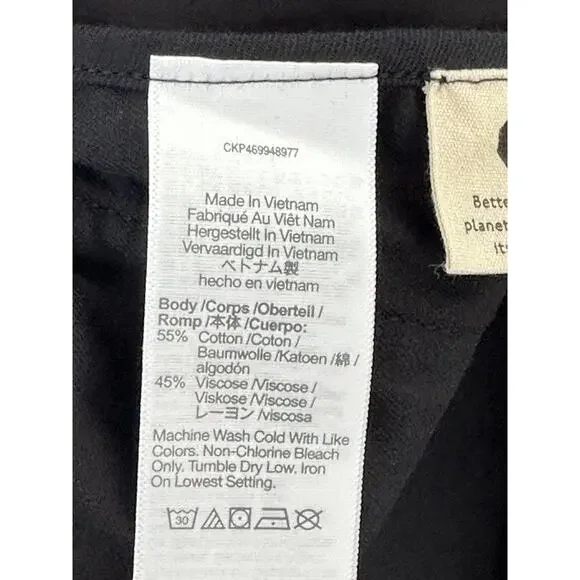 CKP469948977
Made In Vietnam
Fabriqué Au Viêt Nam
Hergestellt In Vietnam
Vervaardigd In Vietnam
ベトナム製
hecho en vietnam
Body /Corps /Oberteil /
Romp /本体 /Cuerpo:
55% Cotton /Coton /
Baumwolle /Katoen /綿 /
algodón
45% Viscose /Viscose /
Viskose /Viscose /
レーヨン /viscosa
Machine Wash Cold With Like
Colors. Non-Chlorine Bleach
Only. Tumble Dry Low. Iron
On Lowest Setting.
30
Bette
planet
its